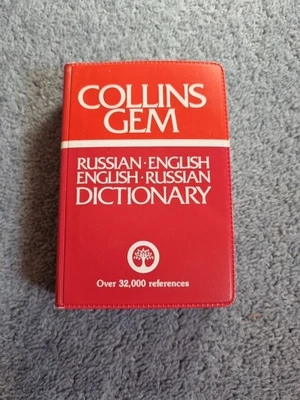 COLLINS
GEM
RUSSIAN·ENGLISH
ENGLISH·RUSSIAN
DICTIONARY
Over 32,000 references